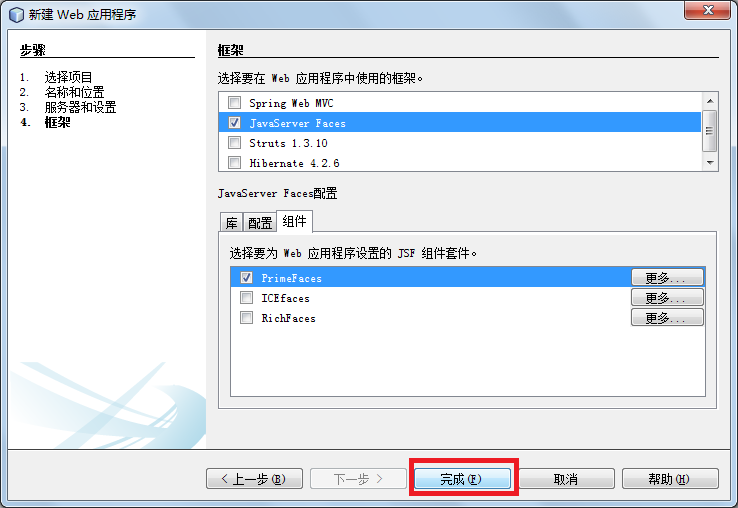 新建 Web 应用程序
步骤
1. 选择项目
2. 名称和位置
3. 服务器和设置
4. 框架
框架
选择要在 Web 应用程序中使用的框架。
Spring Web MVC
JavaServer Faces
Struts 1.3.10
Hibernate 4.2.6
JavaServer Faces配置
库 配置 组件
选择要为 Web 应用程序设置的 JSF 组件套件。
PrimeFaces 更多...
ICEfaces 更多...
RichFaces 更多...
< 上一步(B) 下一步 > 完成(F) 取消 帮助(H)